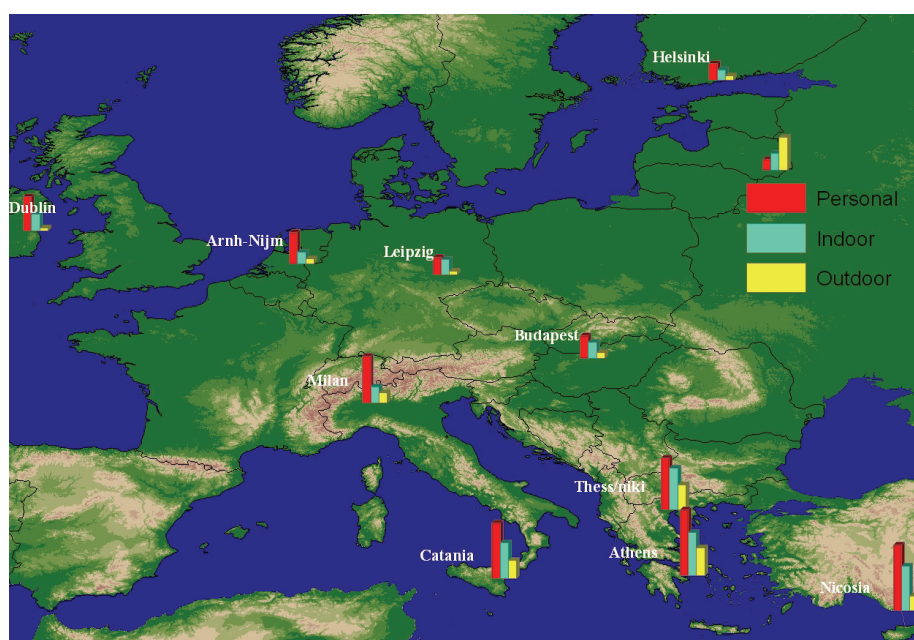 Helsinki
Personal
Dublin
Indoor
Arnh-Nijm
Leipzig
Outdoor
Budapest
Milan
Thess/niki
Catania
Athens
Nicosia